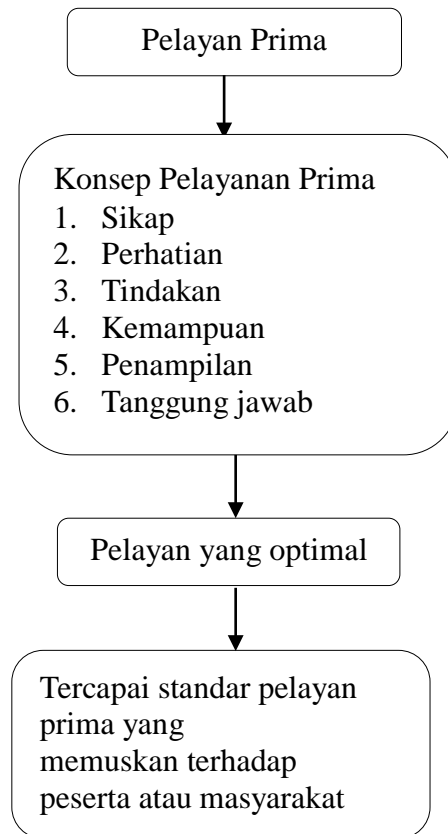 Pelayan Prima
Konsep Pelayanan Prima
1. Sikap
2. Perhatian
3. Tindakan
4. Kemampuan
5. Penampilan
6. Tanggung jawab
Pelayan yang optimal
Tercapai standar pelayan
prima yang
memuskan terhadap
peserta atau masyarakat